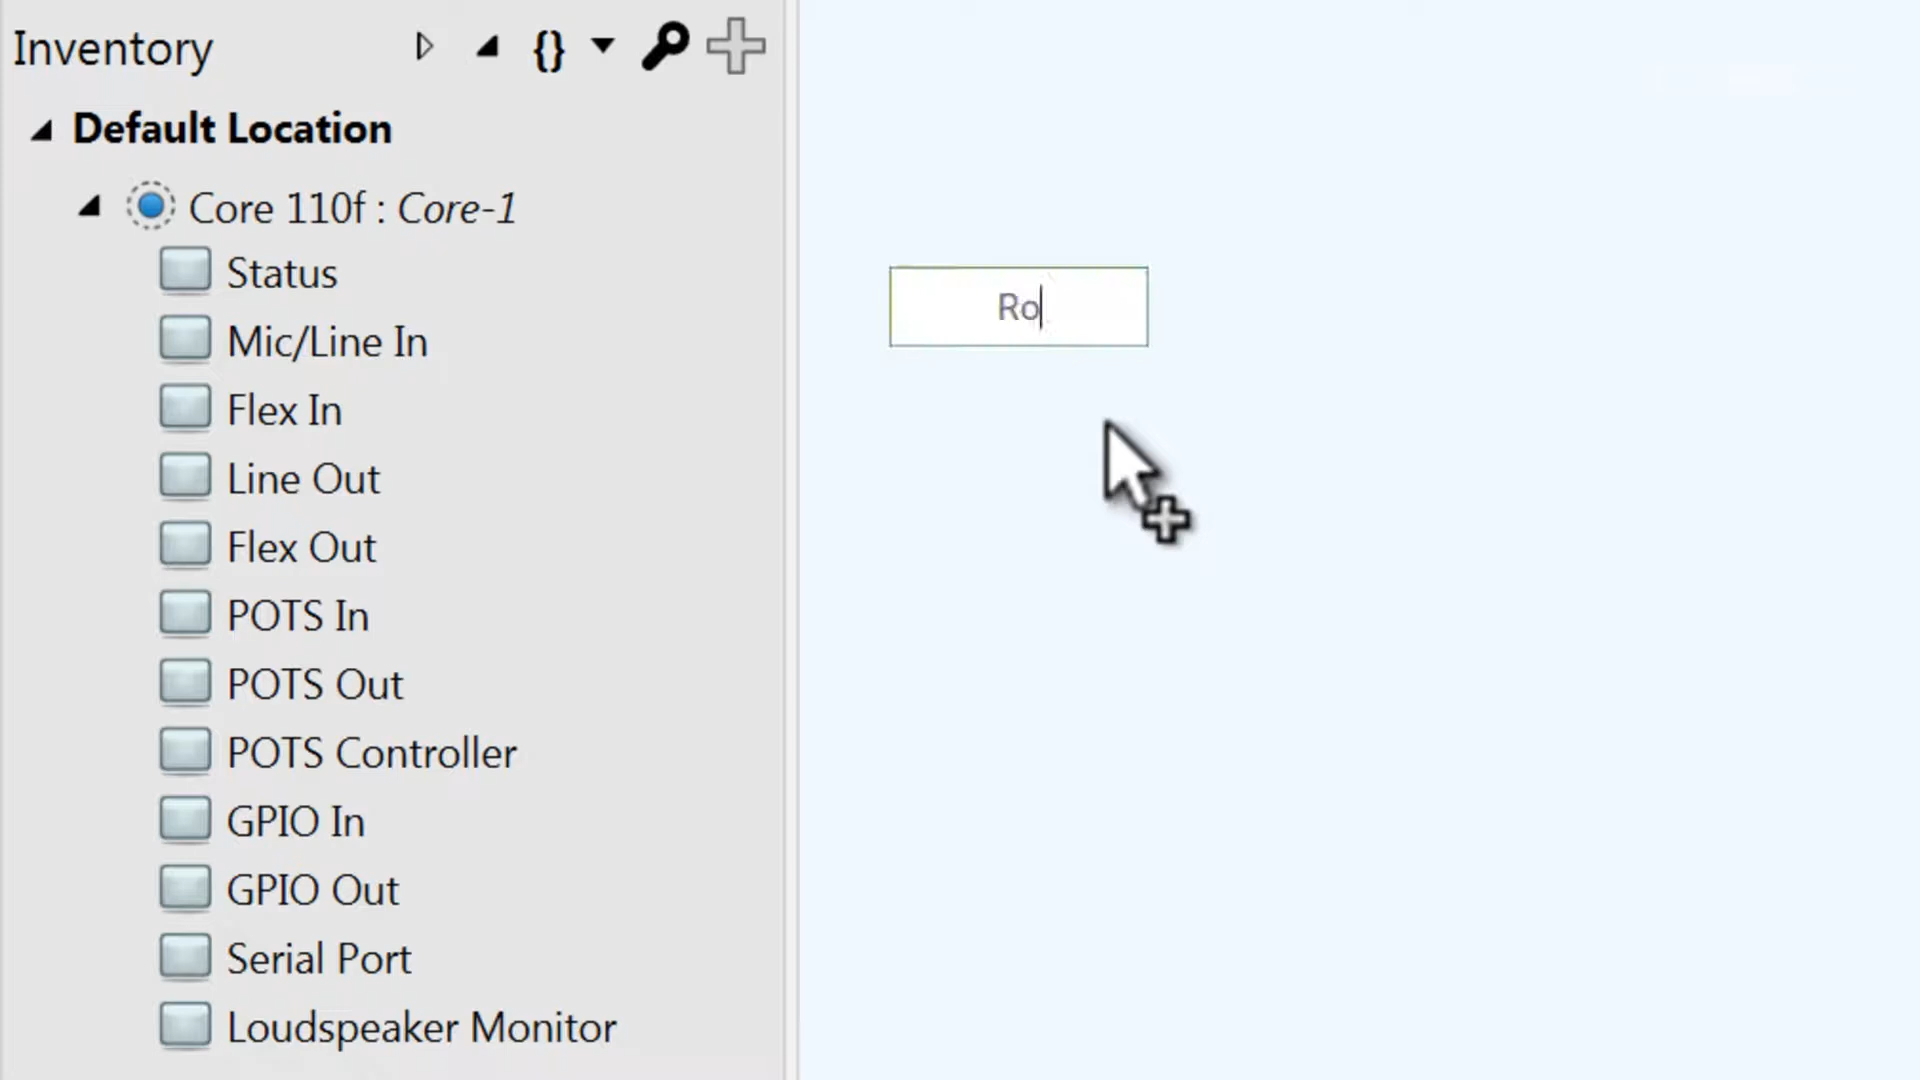 Inventory
{}
Default Location
Core 110f : Core-1
Status
Mic/Line In
Flex In
Line Out
Flex Out
POTS In
POTS Out
POTS Controller
GPIO In
GPIO Out
Serial Port
Loudspeaker Monitor
Ro